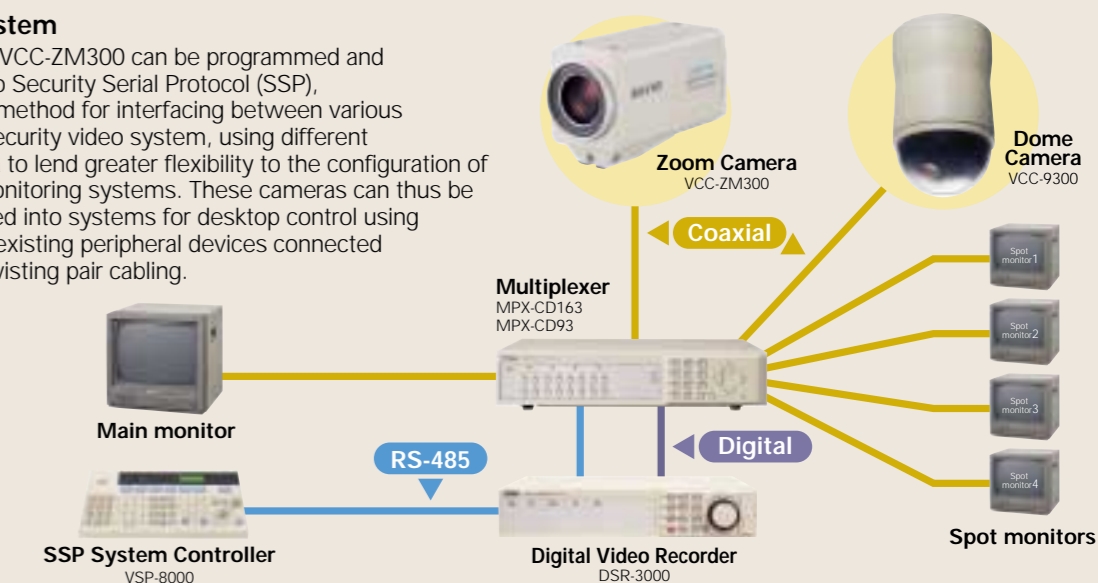 stem
VCC-ZM300 can be programmed and
o Security Serial Protocol (SSP),
method for interfacing between various
ecurity video system, using different
to lend greater flexibility to the configuration of
onitoring systems. These cameras can thus be
ed into systems for desktop control using
existing peripheral devices connected
visting pair cabling.
Zoom Camera
VCC-ZM300
Dome
Camera
VCC-9300
Coaxial
Multiplexer
MPX-CD163
MPX-CD93
Spot
monitor1
Spot
monitor2
Spot
monitor3
Spot
monitor4
Spot monitors
Main monitor
RS-485
Digital
SSP System Controller
VSP-8000
Digital Video Recorder
DSR-3000